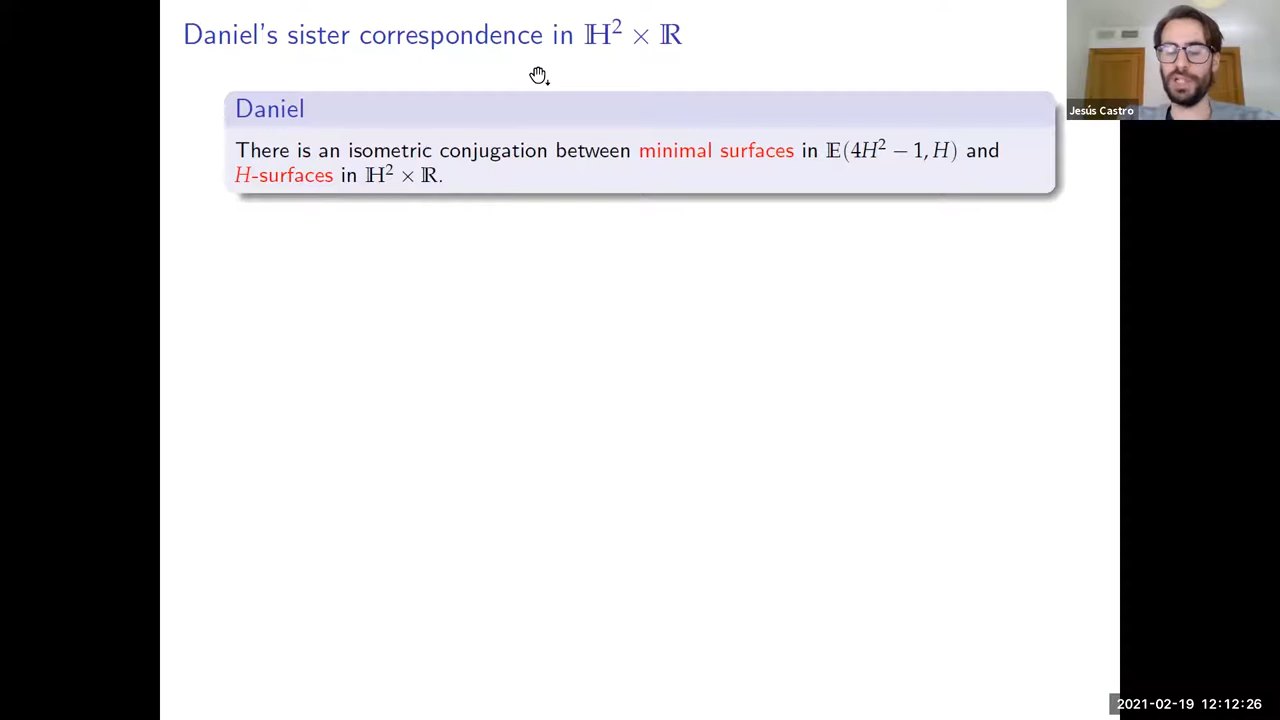 Daniel's sister correspondence in ℍ² × ℝ
Daniel
There is an isometric conjugation between minimal surfaces in 𝔼(4H² − 1, H) and
H-surfaces in ℍ² × ℝ.
Jesús Castro
2021-02-19 12:12:26